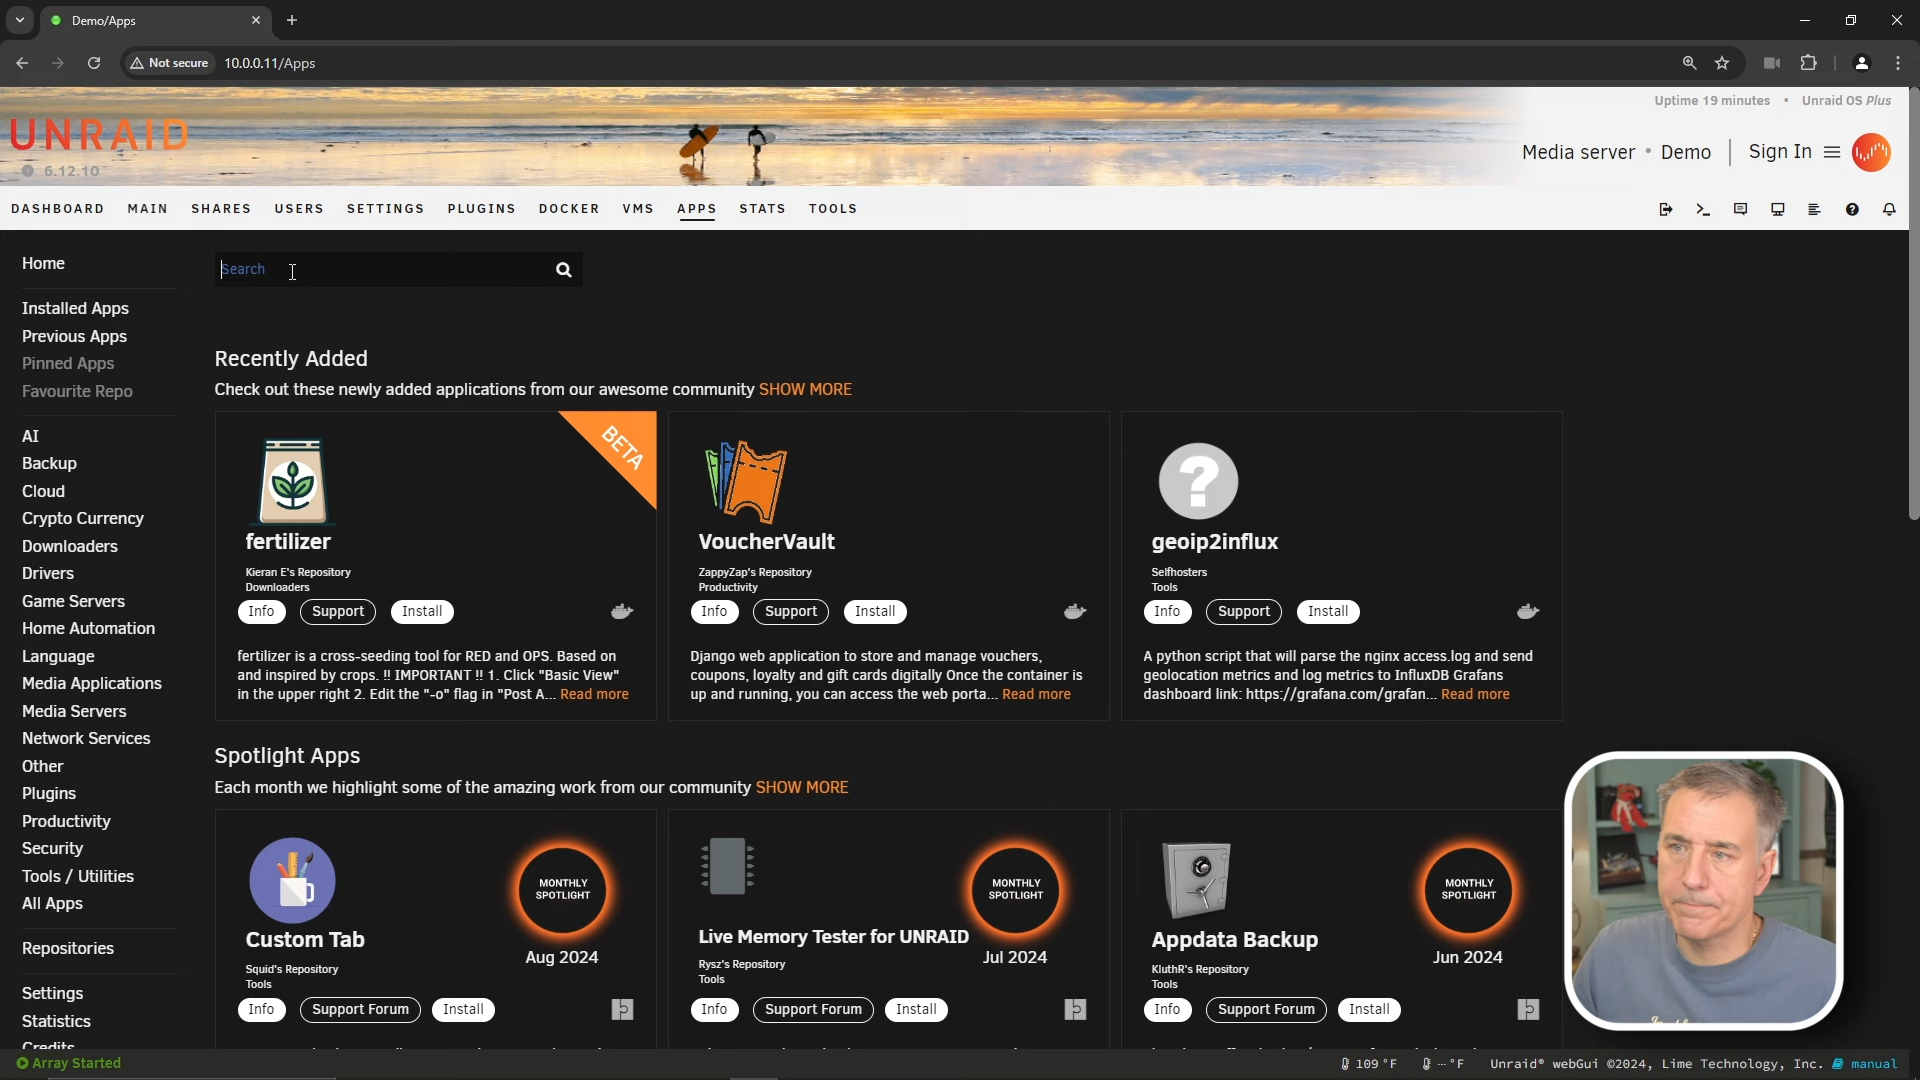 Demo/Apps
Not secure
10.0.0.11/Apps
Uptime 19 minutes • Unraid OS Plus
UNRAID
6.12.10
Media server • Demo
Sign In
DASHBOARD MAIN SHARES USERS SETTINGS PLUGINS DOCKER VMS APPS STATS TOOLS
Home
Search
Installed Apps
Previous Apps
Pinned Apps
Favourite Repo
AI
Backup
Cloud
Crypto Currency
Downloaders
Drivers
Game Servers
Home Automation
Language
Media Applications
Media Servers
Network Services
Other
Plugins
Productivity
Security
Tools / Utilities
All Apps
Repositories
Settings
Statistics
Credits
Recently Added
Check out these newly added applications from our awesome community SHOW MORE
BETA
fertilizer
Kieran E's Repository
Downloaders
Info Support Install
fertilizer is a cross-seeding tool for RED and OPS. Based on
and inspired by crops. !! IMPORTANT !! 1. Click "Basic View"
in the upper right 2. Edit the "-o" flag in "Post A... Read more
VoucherVault
ZappyZap's Repository
Productivity
Info Support Install
Django web application to store and manage vouchers,
coupons, loyalty and gift cards digitally Once the container is
up and running, you can access the web porta... Read more
geoip2influx
Selfhosters
Tools
Info Support Install
A python script that will parse the nginx access.log and send
geolocation metrics and log metrics to InfluxDB Grafans
dashboard link: https://grafana.com/grafan... Read more
Spotlight Apps
Each month we highlight some of the amazing work from our community SHOW MORE
MONTHLY
SPOTLIGHT
Custom Tab
Aug 2024
Squid's Repository
Tools
Info Support Forum Install
MONTHLY
SPOTLIGHT
Live Memory Tester for UNRAID
Jul 2024
Rysz's Repository
Tools
Info Support Forum Install
MONTHLY
SPOTLIGHT
Appdata Backup
Jun 2024
KluthR's Repository
Tools
Info Support Forum Install
Array Started
109 °F
-- °F
Unraid® webGui ©2024, Lime Technology, Inc.
manual